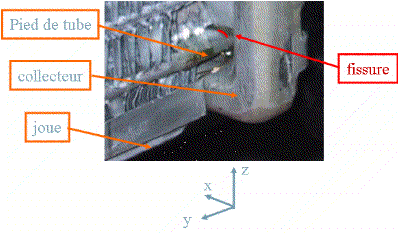 Pied de tube
collecteur
fissure
joue
z
x
y